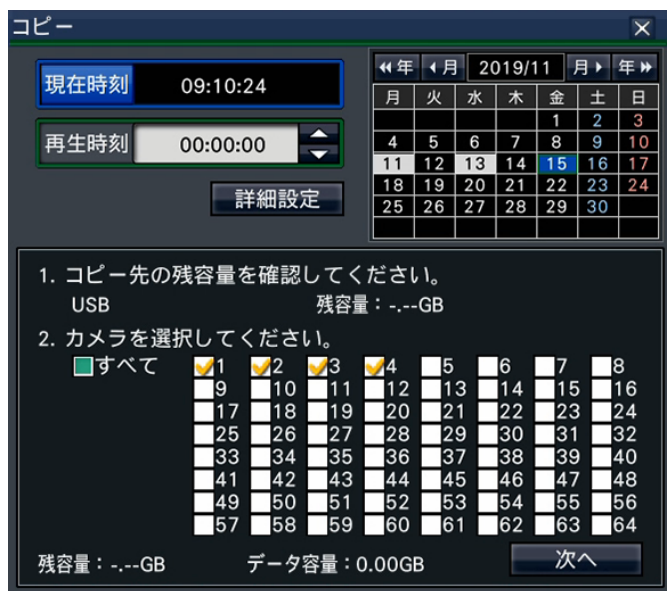 コピー
現在時刻 09:10:24
再生時刻 00:00:00
詳細設定
年 月 2019/11 月 年
月 火 水 木 金 土 日
1 2 3
4 5 6 7 8 9 10
11 12 13 14 15 16 17
18 19 20 21 22 23 24
25 26 27 28 29 30
1. コピー先の残容量を確認してください。
USB 残容量：-.--GB
2. カメラを選択してください。
すべて 1 2 3 4 5 6 7 8
9 10 11 12 13 14 15 16
17 18 19 20 21 22 23 24
25 26 27 28 29 30 31 32
33 34 35 36 37 38 39 40
41 42 43 44 45 46 47 48
49 50 51 52 53 54 55 56
57 58 59 60 61 62 63 64
残容量：-.--GB データ容量：0.00GB 次へ